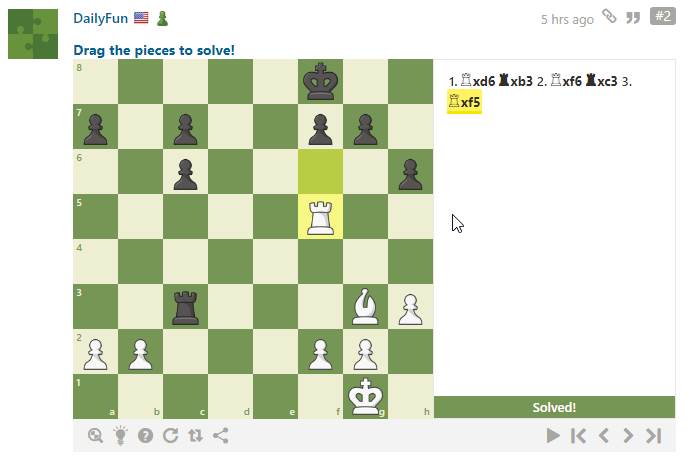 DailyFun
5 hrs ago
#2
Drag the pieces to solve!
8
7
6
5
4
3
2
1
a b c d e f g h
1. ♖xd6 ♜xb3 2. ♖xf6 ♜xc3 3.
♖xf5
Solved!